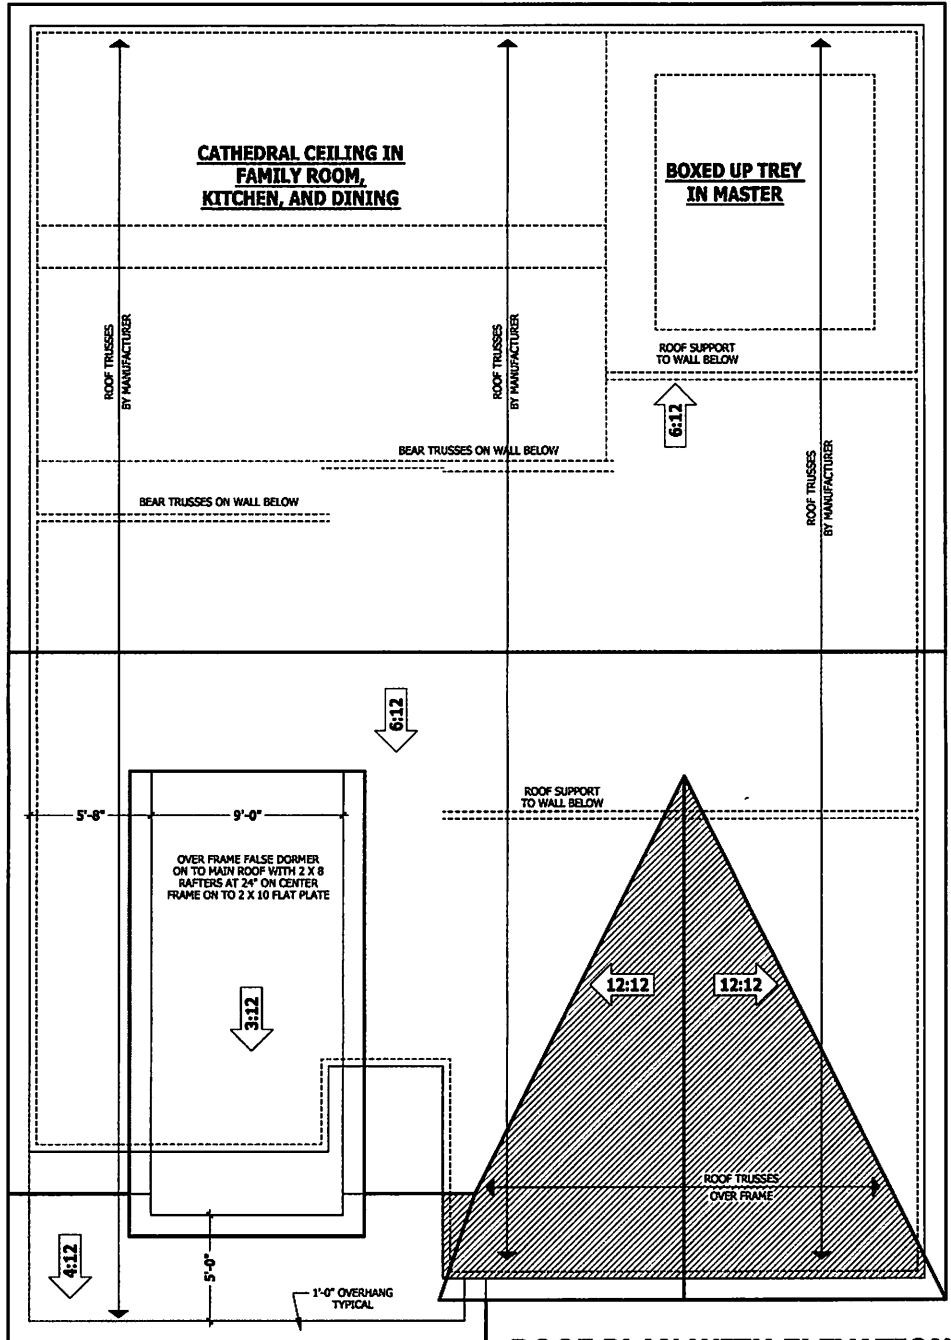 CATHEDRAL CEILING IN
FAMILY ROOM,
KITCHEN, AND DINING
BOXED UP TREY
IN MASTER
ROOF TRUSSES
BY MANUFACTURER
ROOF TRUSSES
BY MANUFACTURER
ROOF SUPPORT
TO WALL BELOW
6:12
BEAR TRUSSES ON WALL BELOW
BEAR TRUSSES ON WALL BELOW
ROOF TRUSSES
BY MANUFACTURER
6:12
ROOF SUPPORT
TO WALL BELOW
5'-8"
9'-0"
OVER FRAME FALSE DORMER
ON TO MAIN ROOF WITH 2 X 8
RAFTERS AT 24" ON CENTER
FRAME ON TO 2 X 10 FLAT PLATE
12:12
12:12
3:12
ROOF TRUSSES
OVER FRAME
4:12
5'-0"
1'-0" OVERHANG
TYPICAL
ROOF PLAN WITH ELEVATION